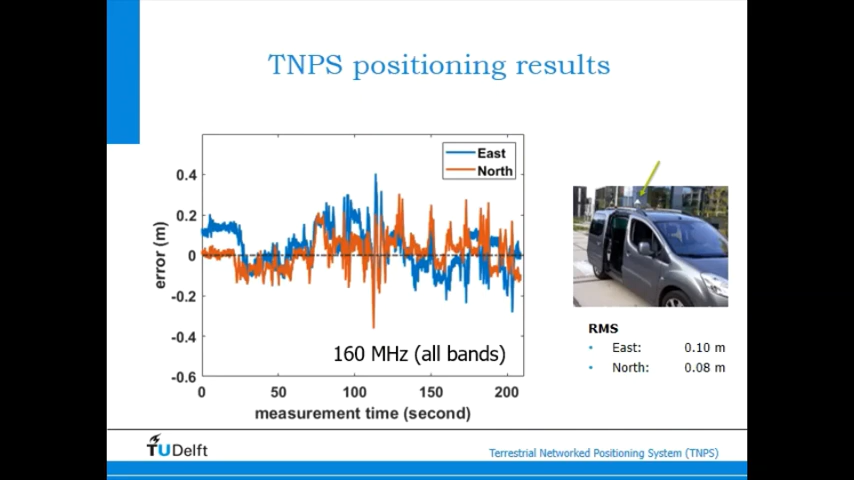 TNPS positioning results
East
North
0.4
0.2
0
-0.2
-0.4
-0.6
error (m)
160 MHz (all bands)
0
50
100
150
200
measurement time (second)
RMS
• East: 0.10 m
• North: 0.08 m
TUDelft
Terrestrial Networked Positioning System (TNPS)